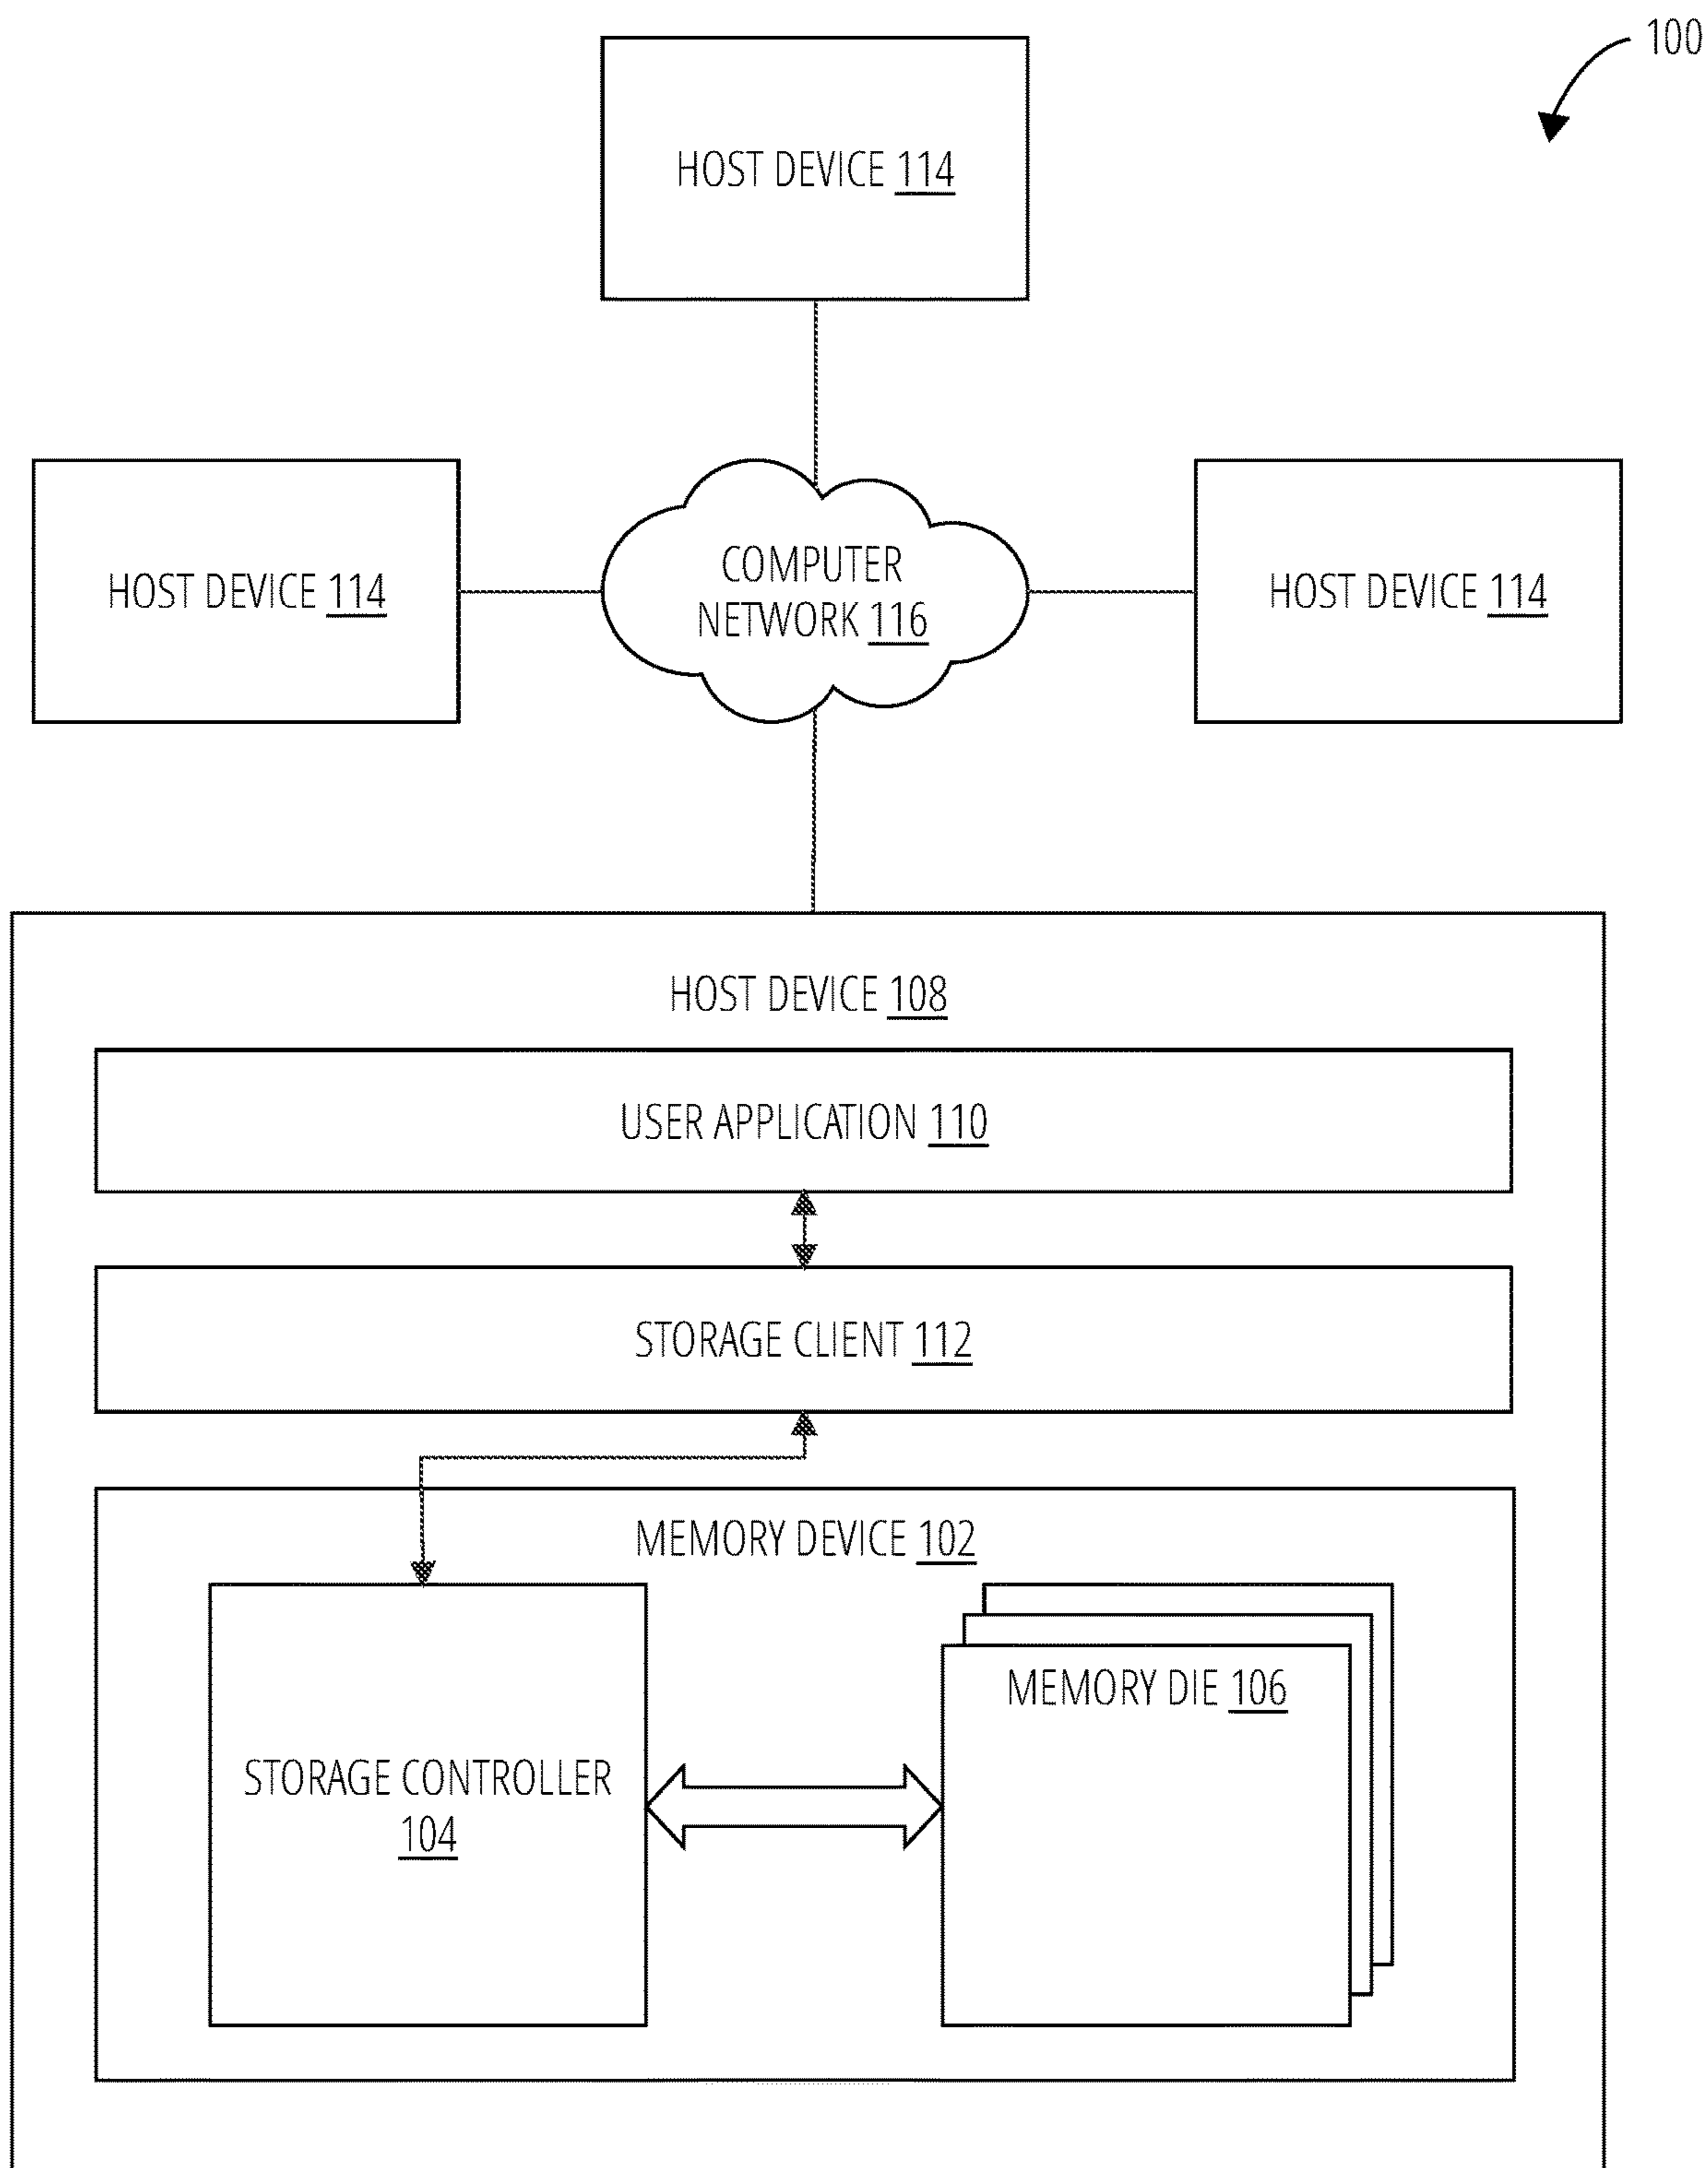 100
HOST DEVICE 114
COMPUTER
NETWORK 116
HOST DEVICE 114
HOST DEVICE 114
HOST DEVICE 108
USER APPLICATION 110
STORAGE CLIENT 112
MEMORY DEVICE 102
MEMORY DIE 106
STORAGE CONTROLLER
104